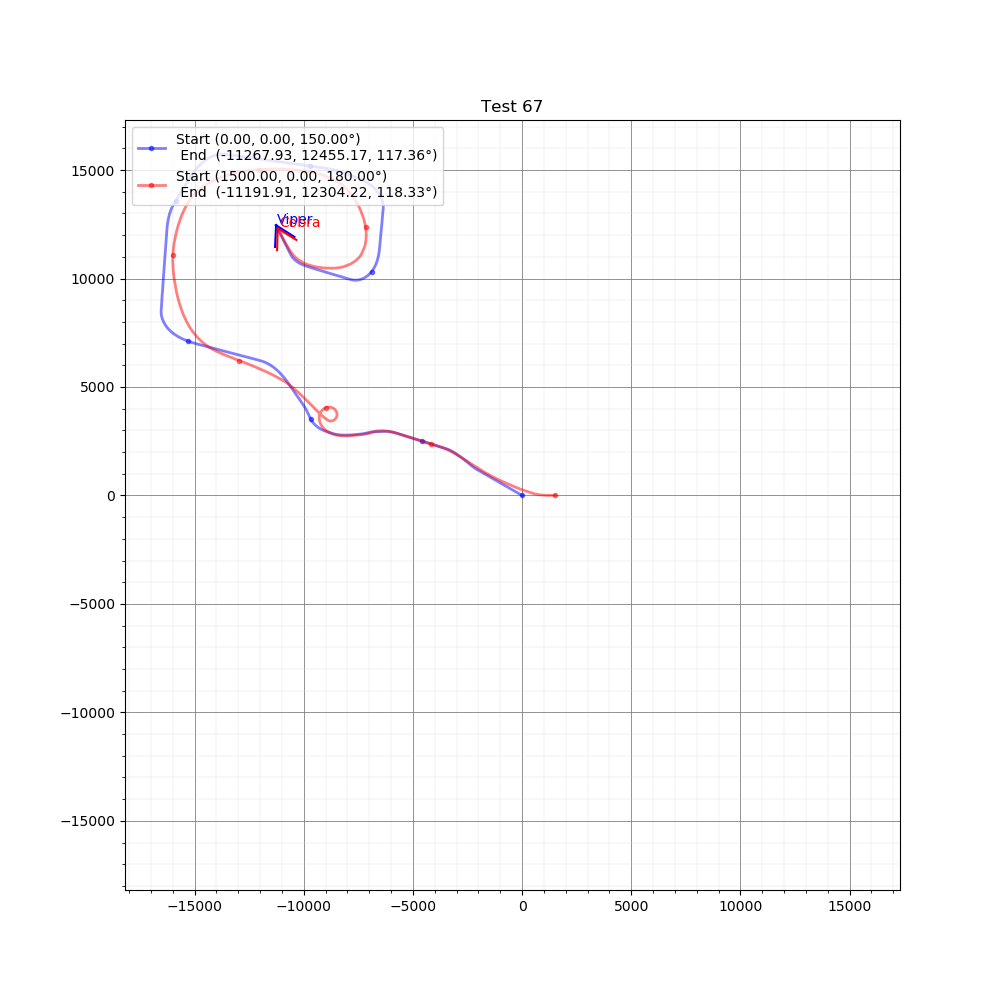 Test 67
Start (0.00, 0.00, 150.00°)
End (-11267.93, 12455.17, 117.36°)
Start (1500.00, 0.00, 180.00°)
End (-11191.91, 12304.22, 118.33°)
Viper
Cobra
15000
10000
5000
0
−5000
−10000
−15000
−15000 −10000 −5000 0 5000 10000 15000